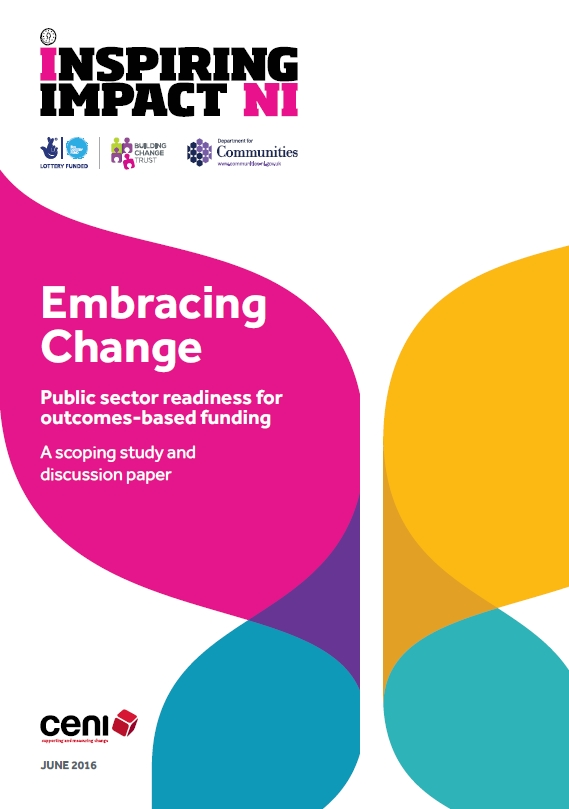 INSPIRING
IMPACT NI
LOTTERY FUNDED
BUILDING
CHANGE
TRUST
Department for
Communities
www.communities-ni.gov.uk
Embracing
Change
Public sector readiness for
outcomes-based funding
A scoping study and
discussion paper
ceni
supporting and measuring change
JUNE 2016